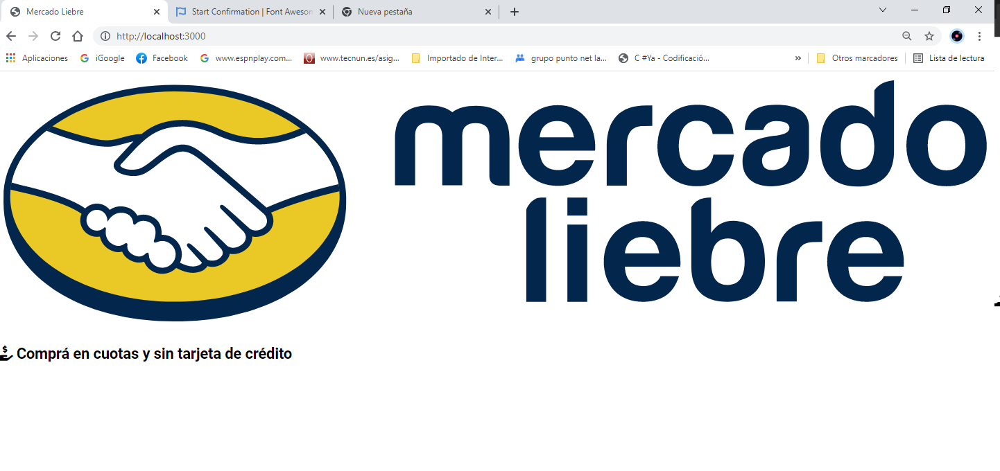 Mercado Liebre
Start Confirmation | Font Aweson
Nueva pestaña
http://localhost:3000
Aplicaciones
iGoogle
Facebook
www.espnplay.com...
www.tecnun.es/asig...
Importado de Inter...
grupo punto net la...
C #Ya - Codificació...
»
Otros marcadores
Lista de lectura
mercado
liebre
$
Comprá en cuotas y sin tarjeta de crédito